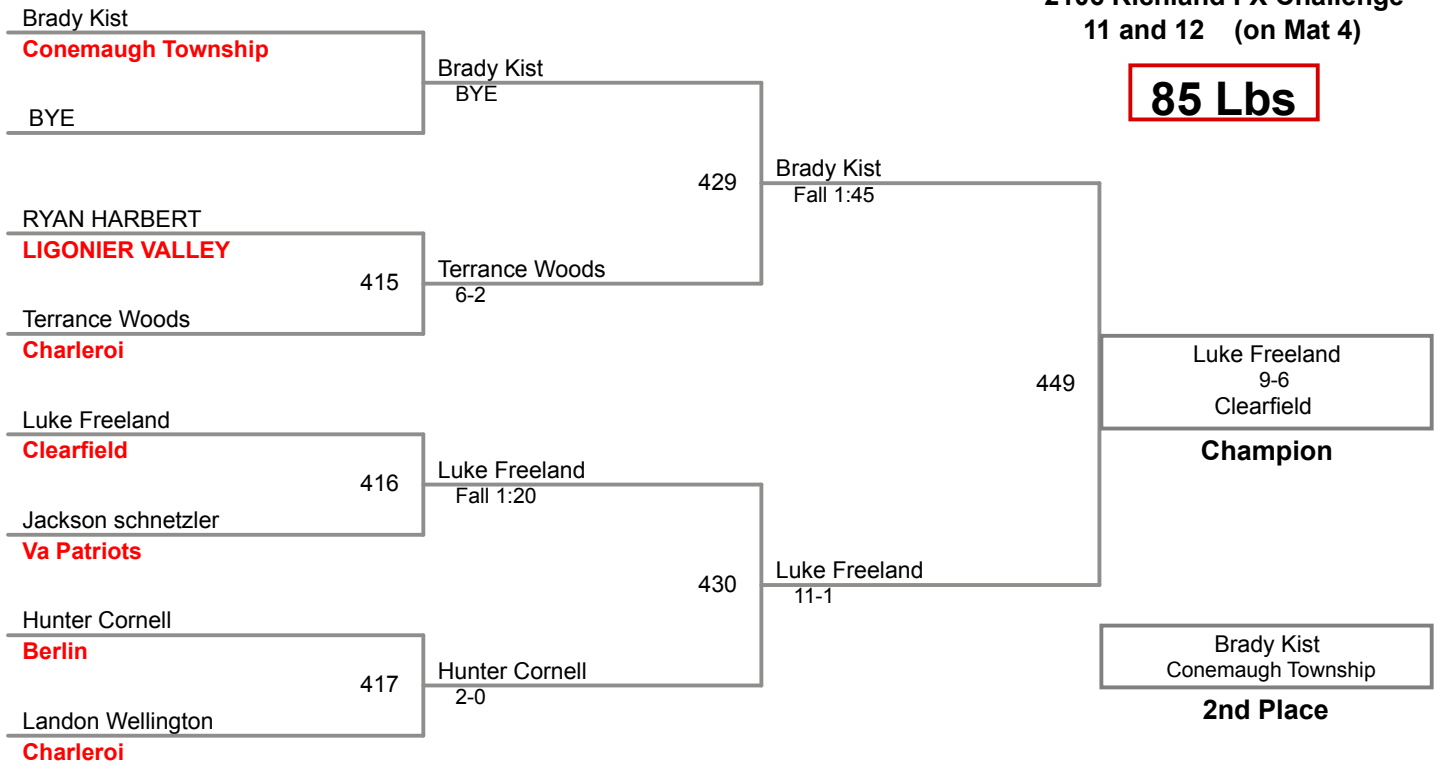 Brady Kist
Conemaugh Township
BYE
RYAN HARBERT
LIGONIER VALLEY
415
Terrance Woods
Charleroi
Luke Freeland
Clearfield
416
Jackson schnetzler
Va Patriots
Hunter Cornell
Berlin
417
Landon Wellington
Charleroi
Brady Kist
BYE
429
Terrance Woods
6-2
Luke Freeland
Fall 1:20
430
Hunter Cornell
2-0
Brady Kist
Fall 1:45
449
Luke Freeland
11-1
11 and 12 (on Mat 4)
85 Lbs
Luke Freeland
9-6
Clearfield
Champion
Brady Kist
Conemaugh Township
2nd Place